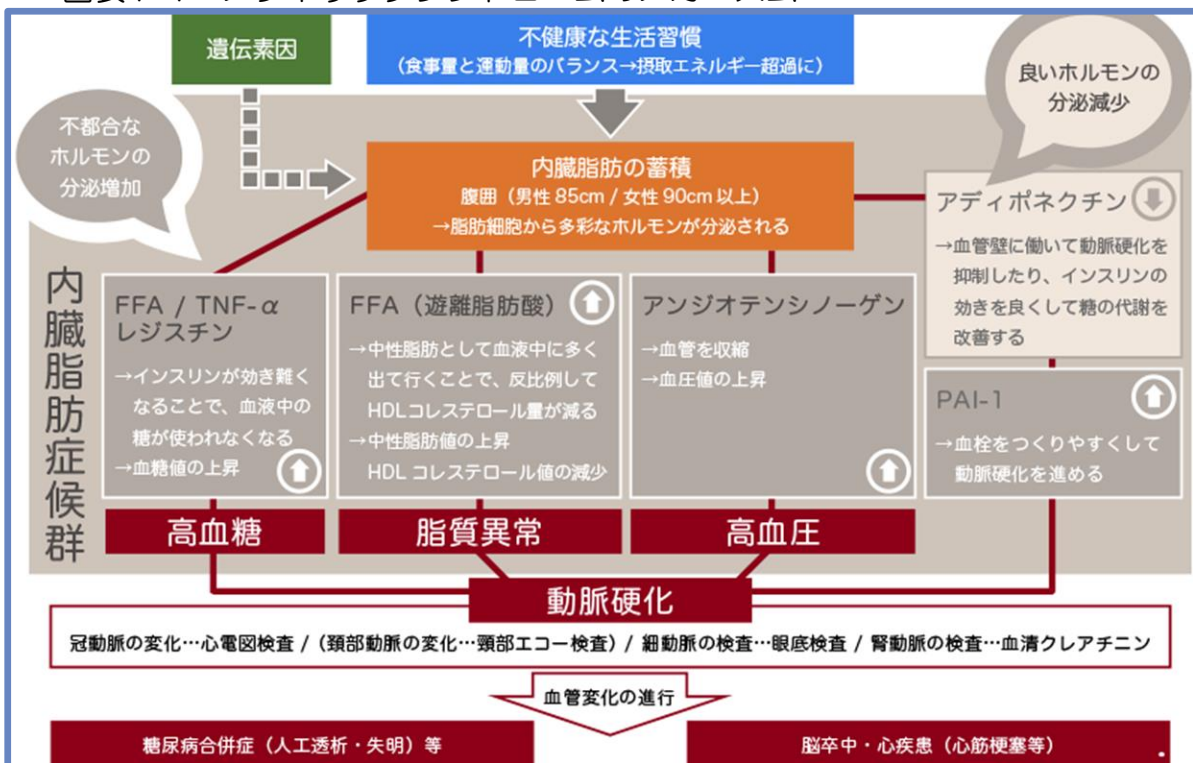 遺伝素因
不健康な生活習慣
(食事量と運動量のバランス→摂取エネルギー超過に)
良いホルモンの
分泌減少
不都合な
ホルモンの
分泌増加
内臓脂肪の蓄積
腹囲(男性 85cm / 女性 90cm 以上)
→脂肪細胞から多彩なホルモンが分泌される
内臓脂肪症候群
FFA / TNF-α
レジスチン
→インスリンが効き難く
なることで、血液中の
糖が使われなくなる
→血糖値の上昇
FFA(遊離脂肪酸)
→中性脂肪として血液中に多く
出て行くことで、反比例して
HDLコレステロール量が減る
→中性脂肪値の上昇
HDL コレステロール値の減少
アンジオテンシノーゲン
→血管を収縮
→血圧値の上昇
アディポネクチン
→血管壁に働いて動脈硬化を
抑制したり、インスリンの
効きを良くして糖の代謝を
改善する
PAI-1
→血栓をつくりやすくして
動脈硬化を進める
高血糖
脂質異常
高血圧
動脈硬化
冠動脈の変化…心電図検査 / (頚部動脈の変化…頸部エコー検査) / 細動脈の検査…眼底検査 / 腎動脈の検査…血清クレアチニン
血管変化の進行
糖尿病合併症(人工透析・失明)等
脳卒中・心疾患(心筋梗塞等)